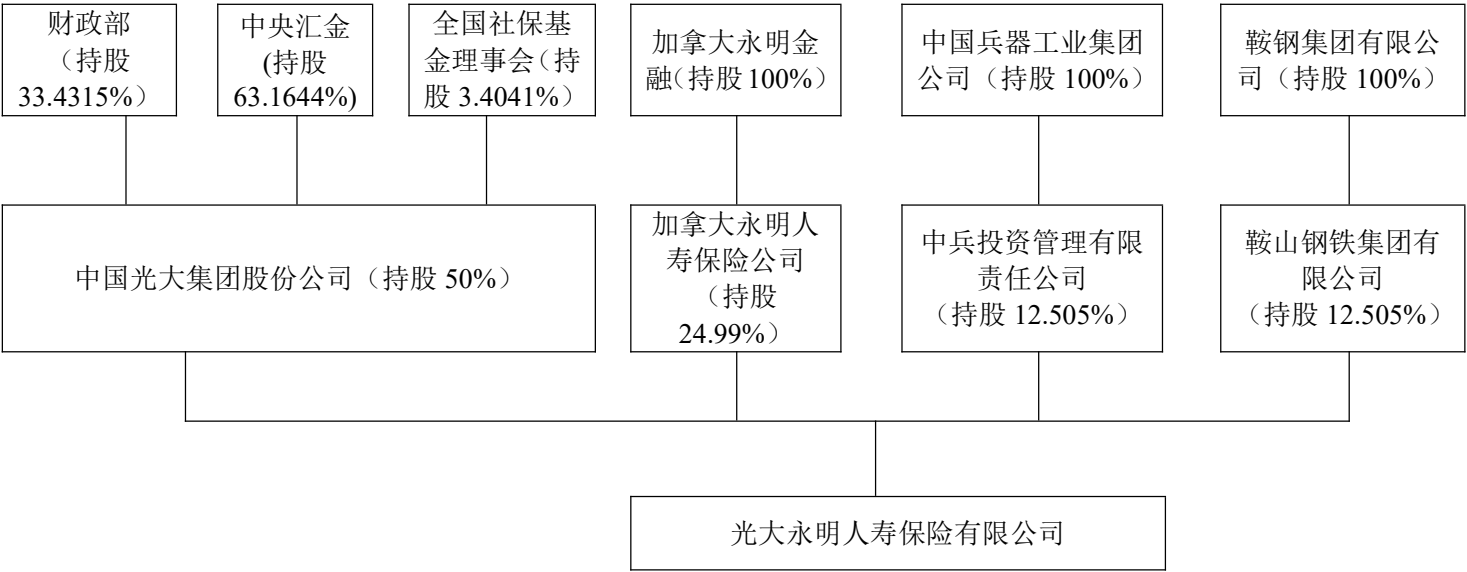 财政部
（持股
33.4315%）
中央汇金
(持股
63.1644%)
全国社保基
金理事会（持
股 3.4041%）
加拿大永明金
融（持股 100%）
中国兵器工业集团
公司（持股 100%）
鞍钢集团有限公
司（持股 100%）
中国光大集团股份公司（持股 50%）
加拿大永明人
寿保险公司
（持股
24.99%）
中兵投资管理有限
责任公司
（持股 12.505%）
鞍山钢铁集团有
限公司
（持股 12.505%）
光大永明人寿保险有限公司